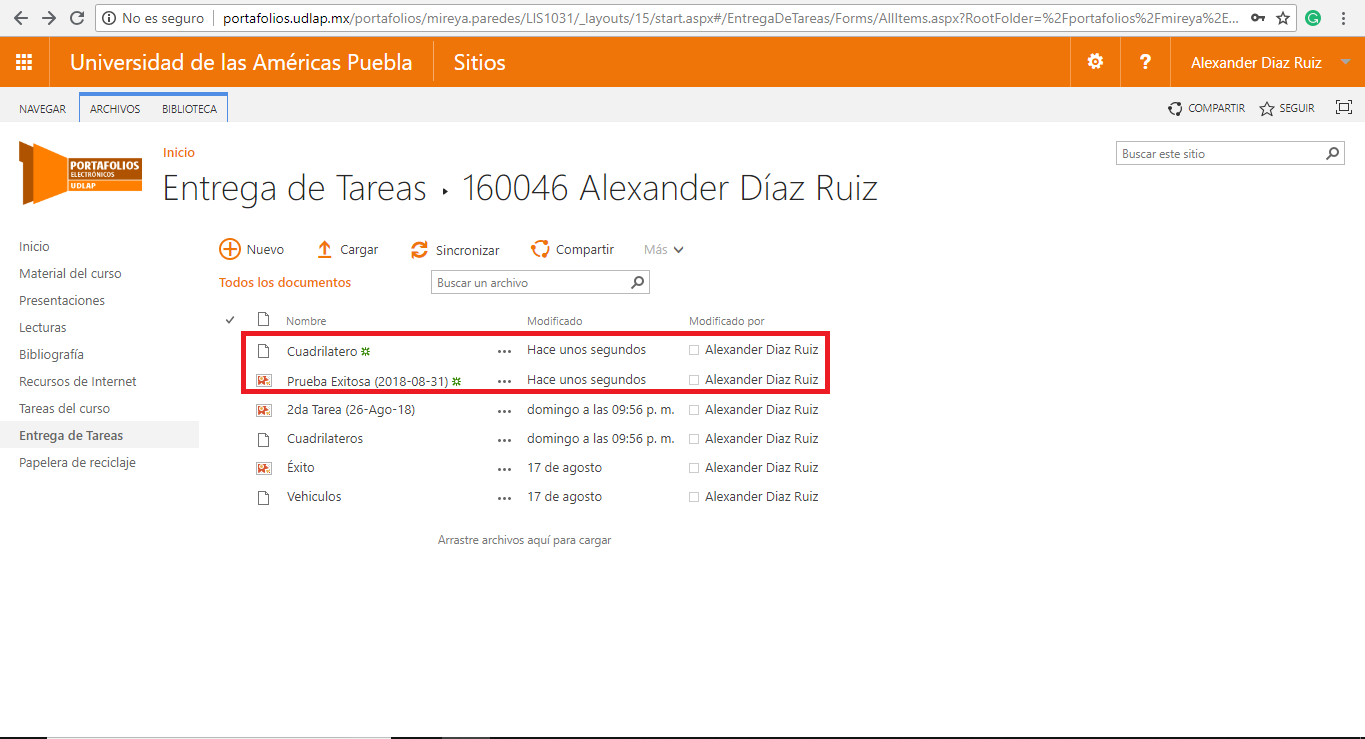 No es seguro portafolios.udlap.mx/portafolios/mireya.paredes/LIS1031/_layouts/15/start.aspx#/EntregaDeTareas/Forms/AllItems.aspx?RootFolder=%2Fportafolios%2Fmireya%2E...
Universidad de las Américas Puebla Sitios ? Alexander Diaz Ruiz
NAVEGAR ARCHIVOS BIBLIOTECA COMPARTIR SEGUIR
PORTAFOLIOS
ELECTRÓNICOS
UDLAP
Inicio
Buscar este sitio
Entrega de Tareas ▸ 160046 Alexander Díaz Ruiz
Inicio
Material del curso
Presentaciones
Lecturas
Bibliografía
Recursos de Internet
Tareas del curso
Entrega de Tareas
Papelera de reciclaje
Nuevo Cargar Sincronizar Compartir Más
Todos los documentos Buscar un archivo
Nombre Modificado Modificado por
Cuadrilatero ... Hace unos segundos Alexander Diaz Ruiz
Prueba Exitosa (2018-08-31) ... Hace unos segundos Alexander Diaz Ruiz
2da Tarea (26-Ago-18) ... domingo a las 09:56 p. m. Alexander Diaz Ruiz
Cuadrilateros ... domingo a las 09:56 p. m. Alexander Diaz Ruiz
Éxito ... 17 de agosto Alexander Diaz Ruiz
Vehiculos ... 17 de agosto Alexander Diaz Ruiz
Arrastre archivos aquí para cargar